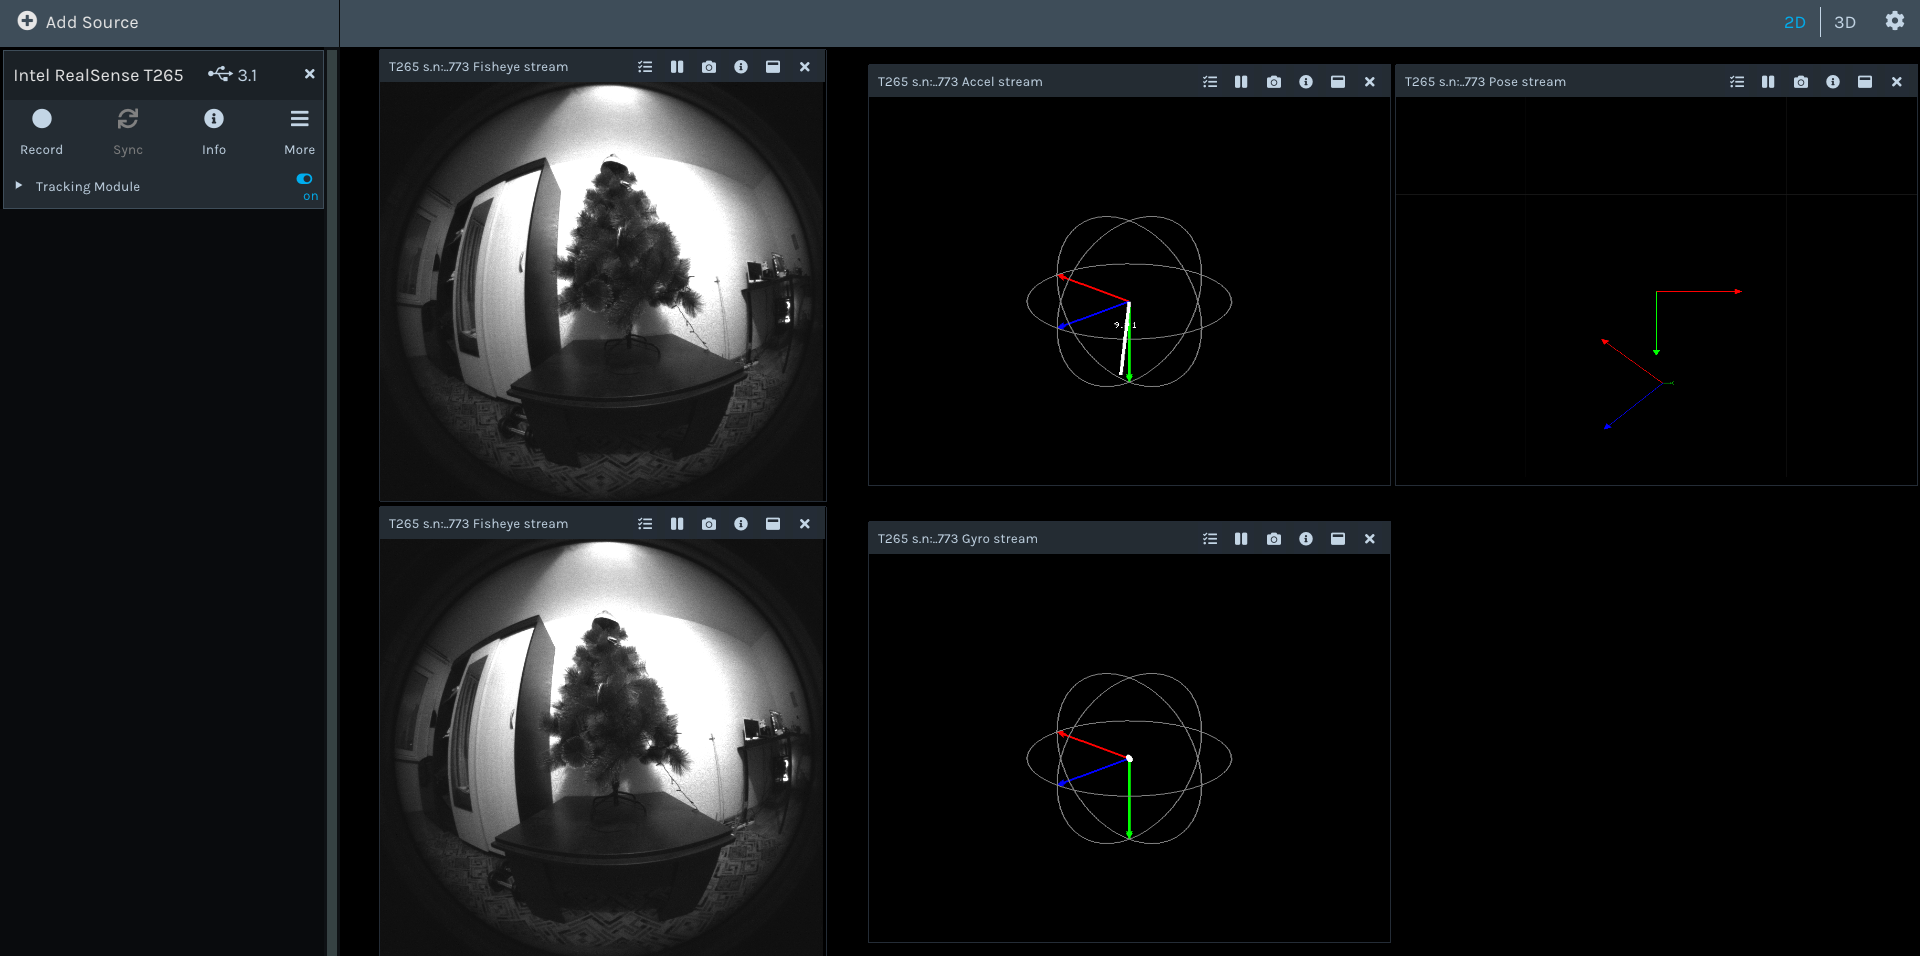 Add Source
2D
3D
Intel RealSense T265
3.1
Record
Sync
Info
More
Tracking Module
on
T265 s.n:..773 Fisheye stream
T265 s.n:..773 Accel stream
T265 s.n:..773 Pose stream
T265 s.n:..773 Fisheye stream
T265 s.n:..773 Gyro stream